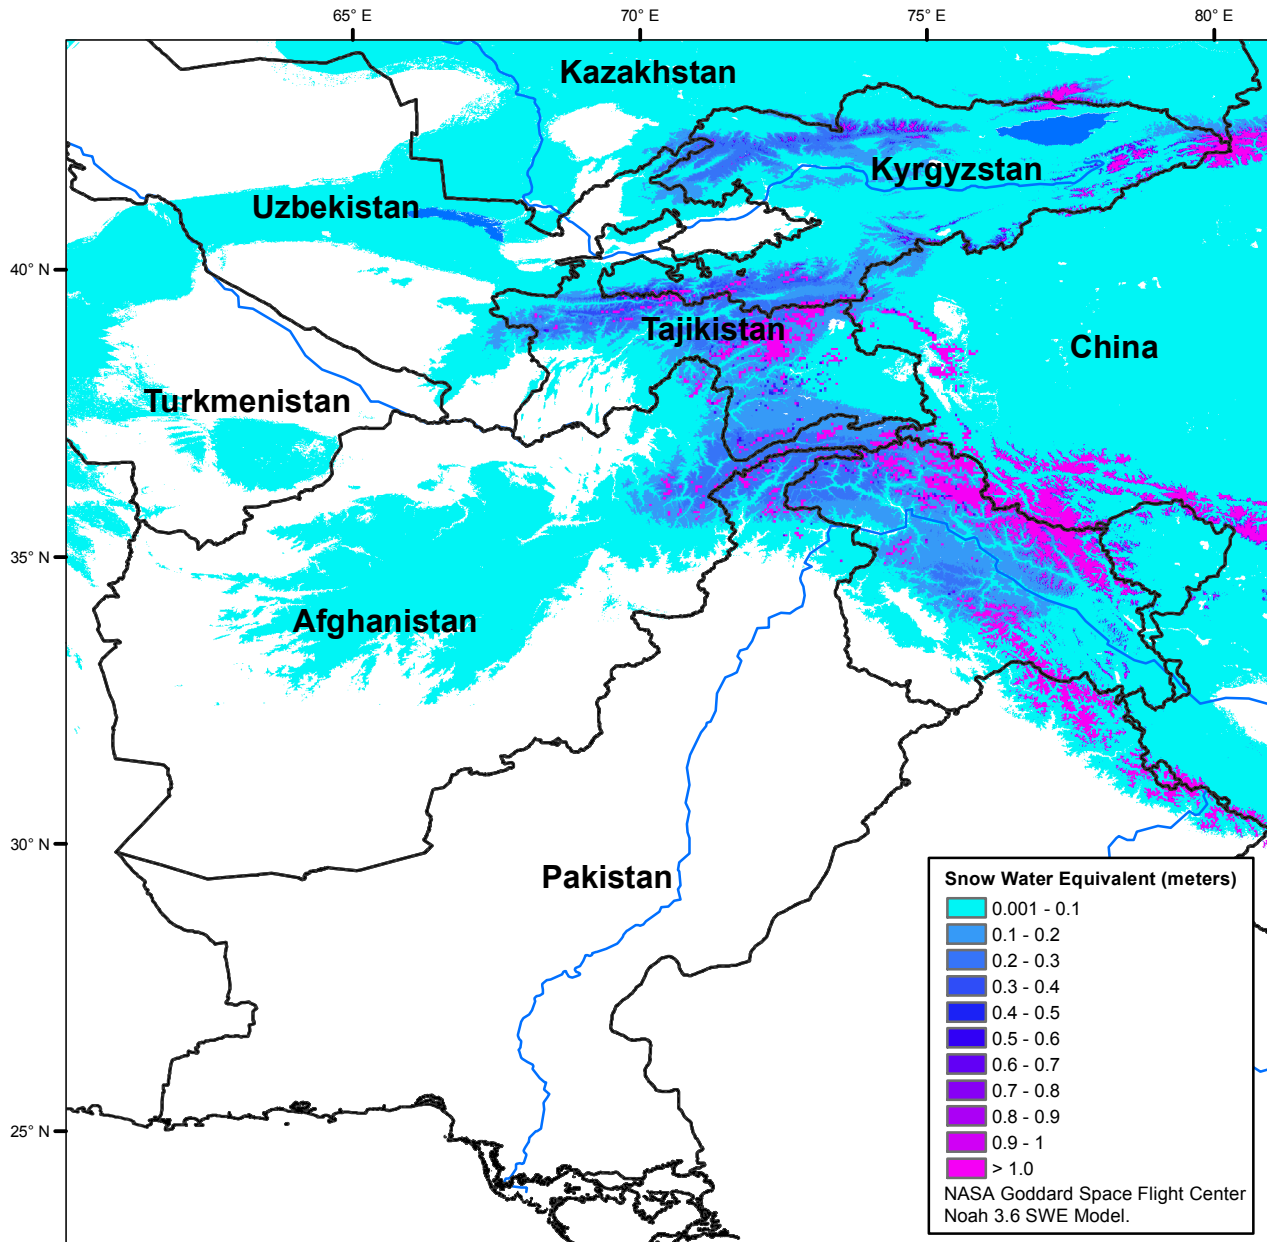 65° E
70° E
75° E
80° E
Kazakhstan
Kyrgyzstan
Uzbekistan
40° N
Tajikistan
China
Turkmenistan
35° N
Afghanistan
30° N
Pakistan
25° N
Snow Water Equivalent (meters)
0.001 - 0.1
0.1 - 0.2
0.2 - 0.3
0.3 - 0.4
0.4 - 0.5
0.5 - 0.6
0.6 - 0.7
0.7 - 0.8
0.8 - 0.9
0.9 - 1
> 1.0
NASA Goddard Space Flight Center
Noah 3.6 SWE Model.